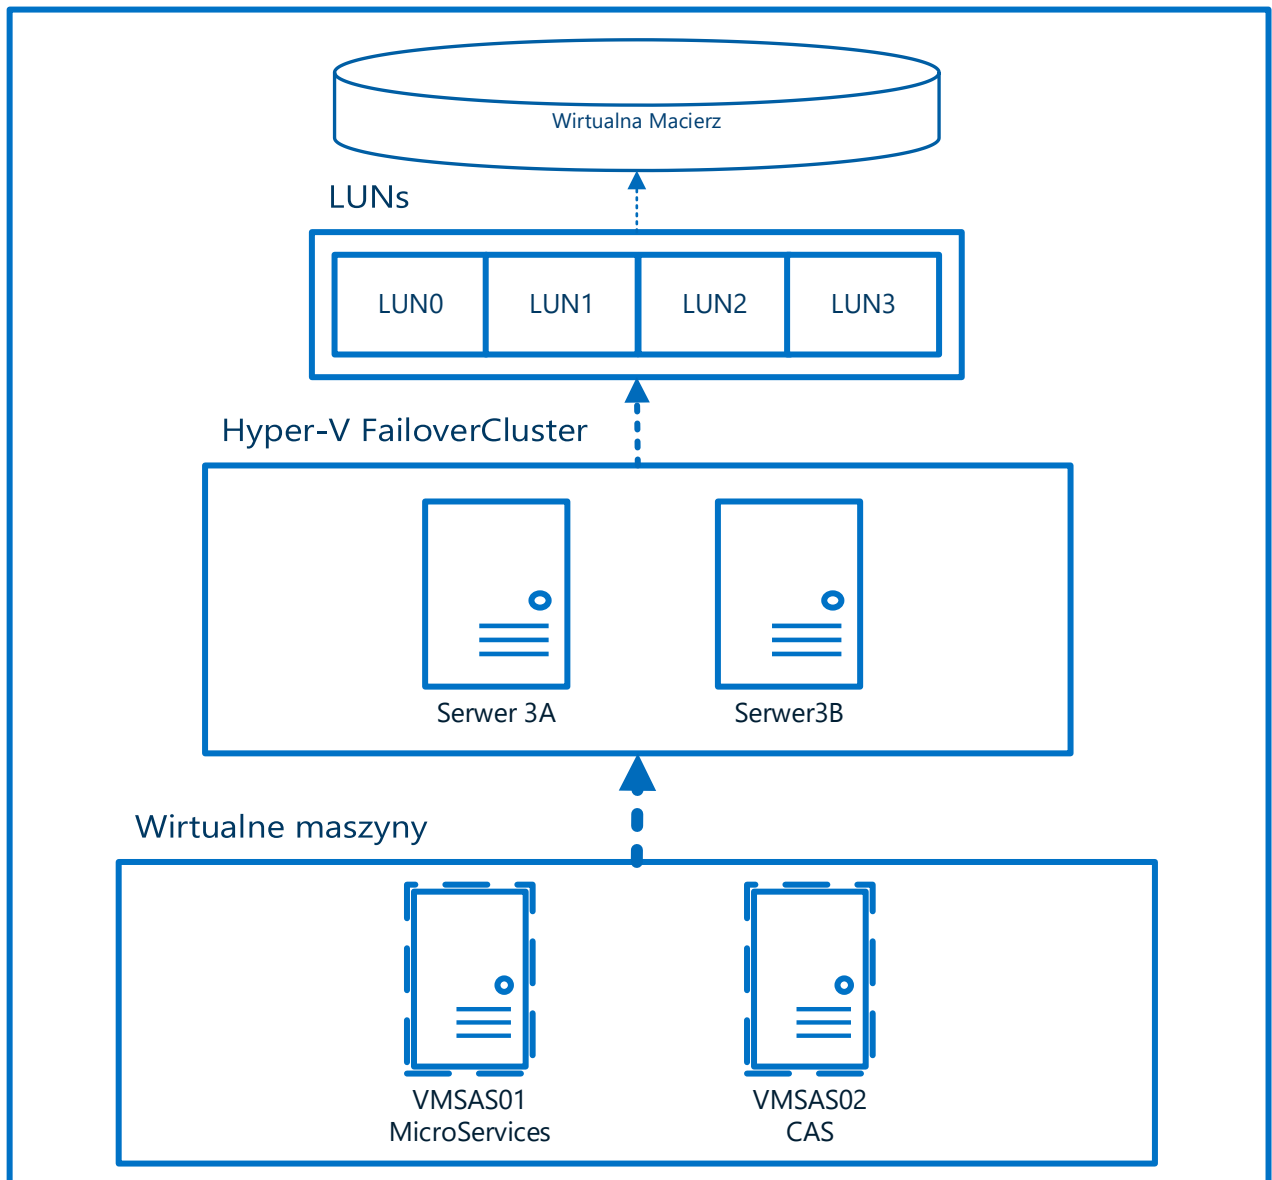 Wirtualna Macierz
LUNs
LUN0 LUN1 LUN2 LUN3
Hyper-V FailoverCluster
Serwer 3A Serwer3B
Wirtualne maszyny
VMSAS01 VMSAS02
MicroServices CAS